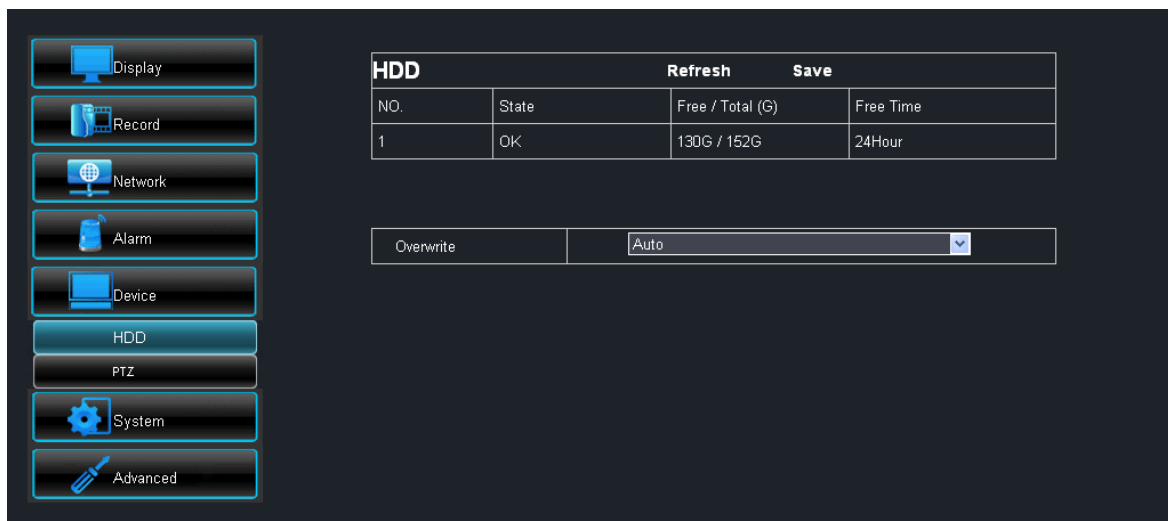 Display
Record
Network
Alarm
Device
HDD
PTZ
System
Advanced
HDD Refresh Save
NO. State Free / Total (G) Free Time
1 OK 130G / 152G 24Hour
Overwrite Auto